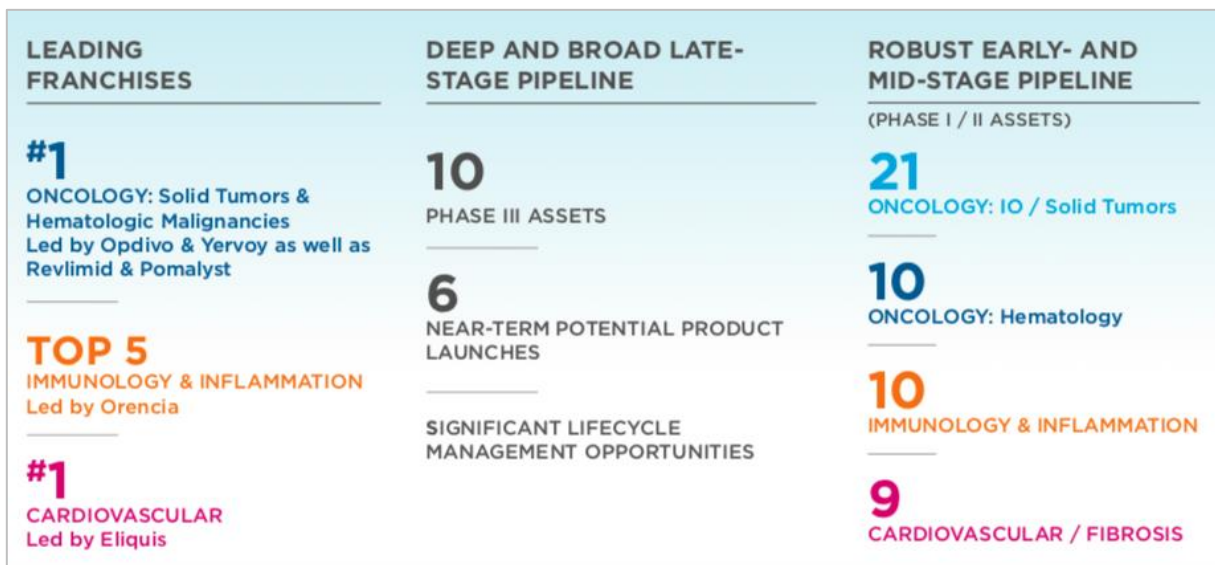 LEADING
FRANCHISES
#1
ONCOLOGY: Solid Tumors &
Hematologic Malignancies
Led by Opdivo & Yervoy as well as
Revlimid & Pomalyst
TOP 5
IMMUNOLOGY & INFLAMMATION
Led by Orencia
#1
CARDIOVASCULAR
Led by Eliquis
DEEP AND BROAD LATE-
STAGE PIPELINE
10
PHASE III ASSETS
6
NEAR-TERM POTENTIAL PRODUCT
LAUNCHES
SIGNIFICANT LIFECYCLE
MANAGEMENT OPPORTUNITIES
ROBUST EARLY- AND
MID-STAGE PIPELINE
(PHASE I / II ASSETS)
21
ONCOLOGY: IO / Solid Tumors
10
ONCOLOGY: Hematology
10
IMMUNOLOGY & INFLAMMATION
9
CARDIOVASCULAR / FIBROSIS